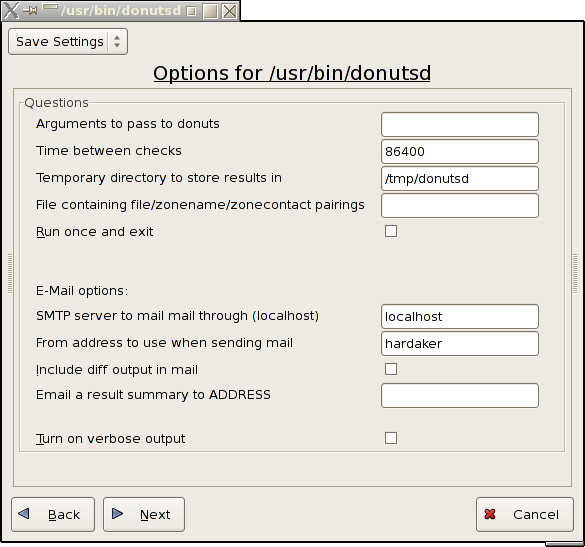 /usr/bin/donutsd
Save Settings
Options for /usr/bin/donutsd
Questions
Arguments to pass to donuts
Time between checks 86400
Temporary directory to store results in /tmp/donutsd
File containing file/zonename/zonecontact pairings
Run once and exit
E-Mail options:
SMTP server to mail mail through (localhost) localhost
From address to use when sending mail hardaker
Include diff output in mail
Email a result summary to ADDRESS
Turn on verbose output
Back Next Cancel